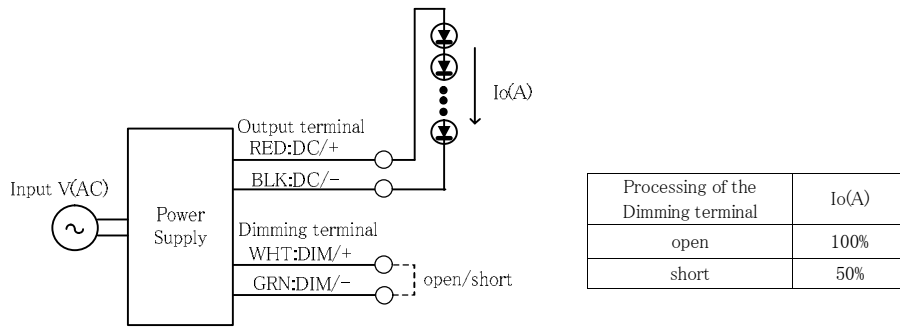 Io(A)
Output terminal
RED:DC/+
BLK:DC/-
Input V(AC)
Power
Supply
Dimming terminal
WHT:DIM/+
GRN:DIM/-
open/short
Processing of the
Dimming terminal
Io(A)
open
100%
short
50%